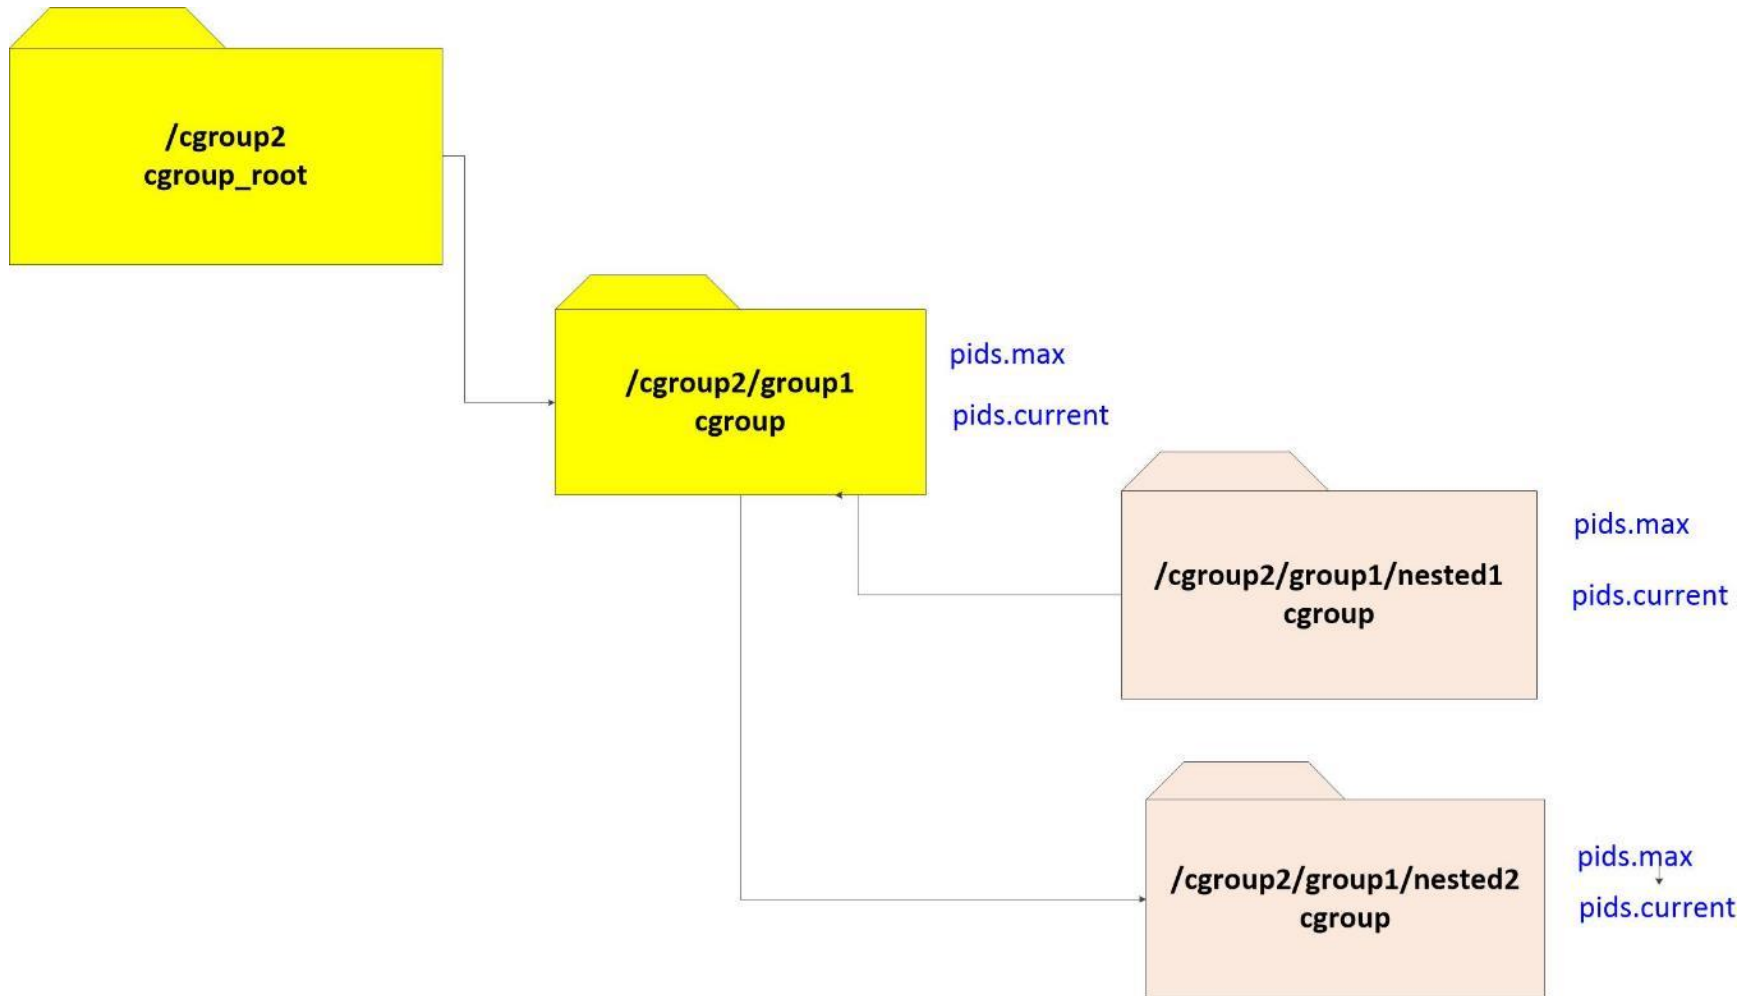 /cgroup2
cgroup_root
/cgroup2/group1
cgroup
pids.max
pids.current
/cgroup2/group1/nested1
cgroup
pids.max
pids.current
/cgroup2/group1/nested2
cgroup
pids.max
pids.current